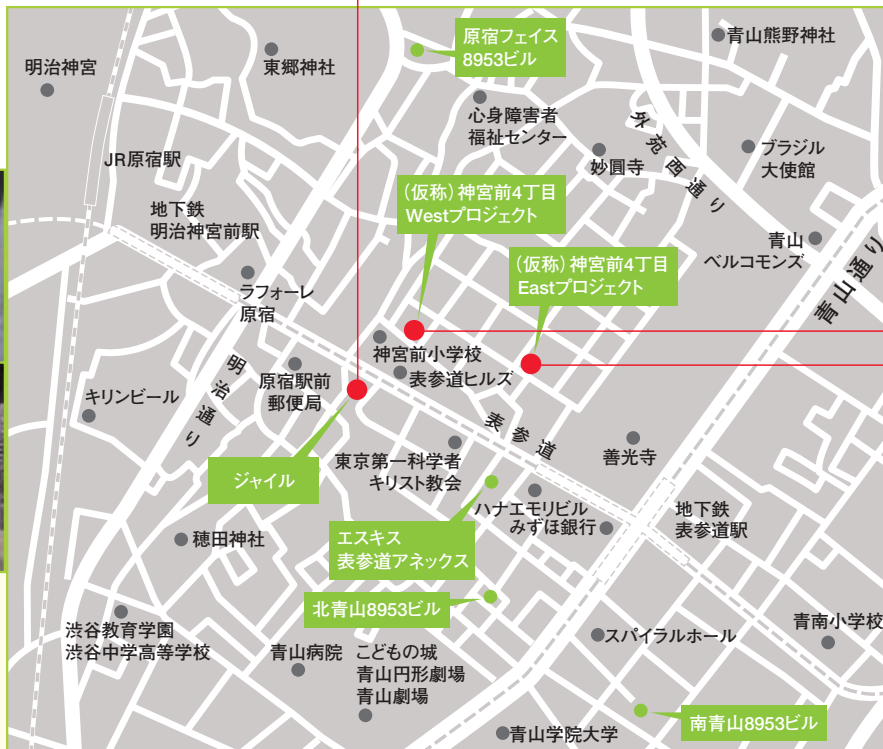 原宿フェイス
8953ビル
青山熊野神社
明治神宮
東郷神社
心身障害者
福祉センター
外苑西通り
ブラジル
大使館
JR原宿駅
妙圓寺
地下鉄
明治神宮前駅
(仮称)神宮前4丁目
Westプロジェクト
青山
ベルコモンズ
(仮称)神宮前4丁目
Eastプロジェクト
青山通り
ラフォーレ
原宿
神宮前小学校
表参道ヒルズ
明治通り
原宿駅前
郵便局
キリンビール
表参道
東京第一科学者
キリスト教会
善光寺
ジャイル
ハナエモリビル
みずほ銀行
地下鉄
表参道駅
穂田神社
エスキス
表参道アネックス
北青山8953ビル
渋谷教育学園
渋谷中学高等学校
青山病院
こどもの城
青山円形劇場
青山劇場
スパイラルホール
青南小学校
南青山8953ビル
青山学院大学